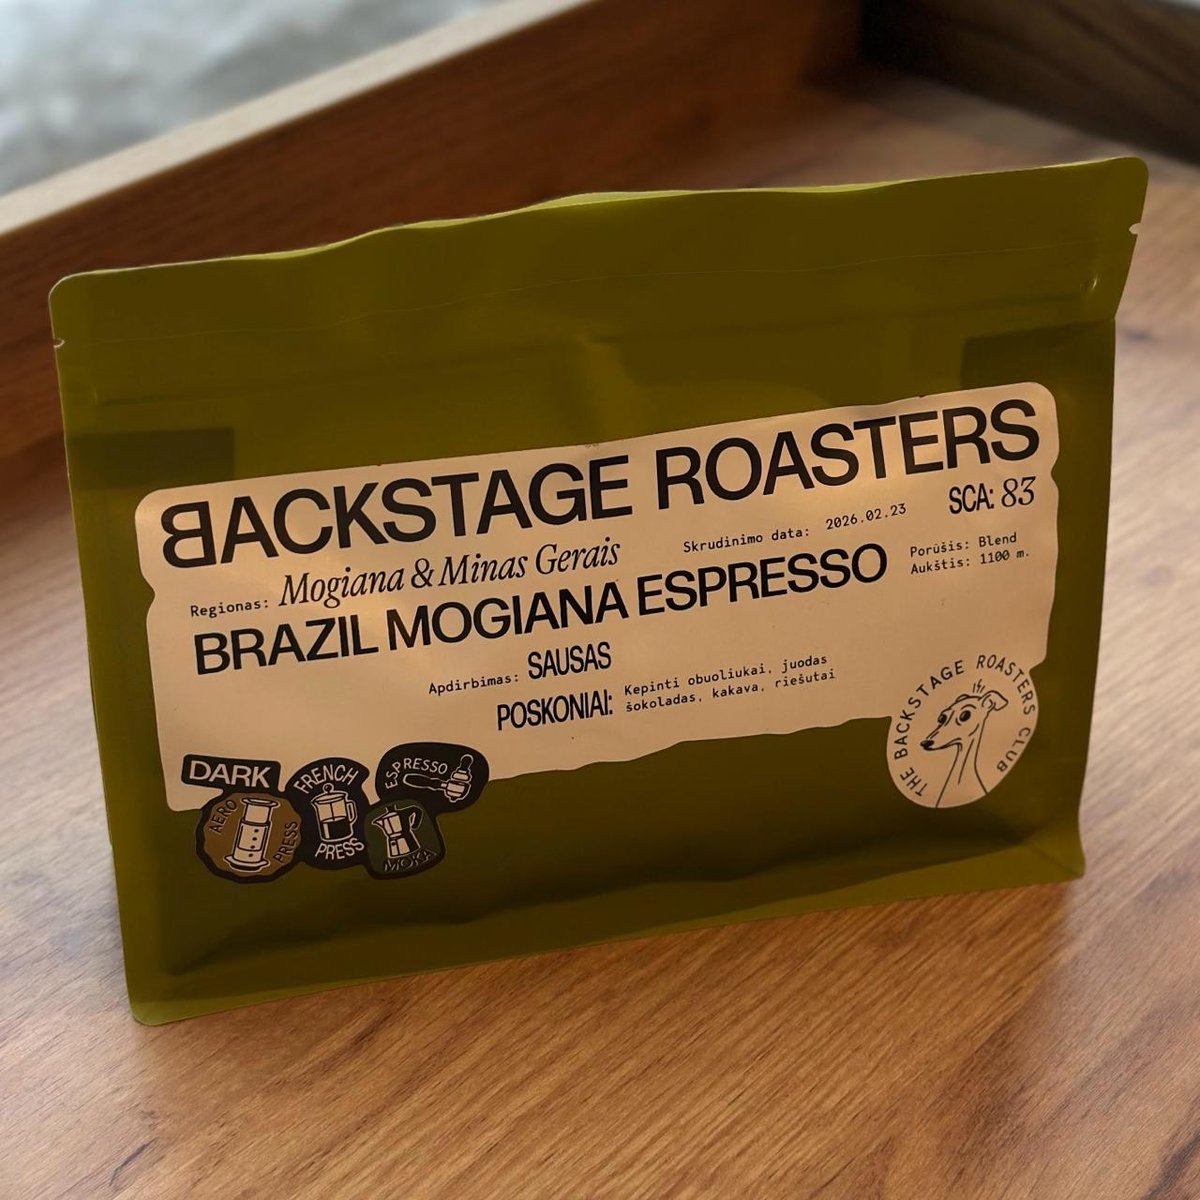 BACKSTAGE ROASTERS
SCA: 83
Regionas: Mogiana & Minas Gerais
Skrudinimo data: 2026.02.23
Porūšis: Blend
Aukštis: 1100 m.
BRAZIL MOGIANA ESPRESSO
Apdirbimas: SAUSAS
POSKONIAI: Kepinti obuoliukai, juodas
šokoladas, kakava, riešutai
DARK
AERO PRESS
FRENCH PRESS
ESPRESSO
MOKA
THE BACKSTAGE ROASTERS CLUB